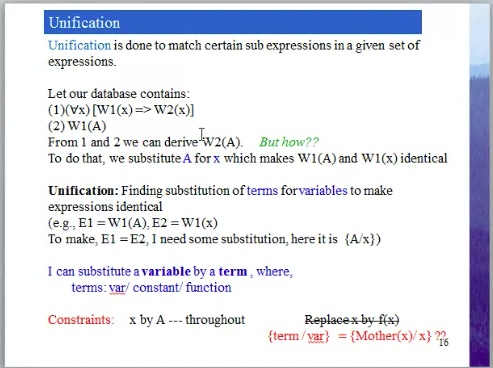 Unification
Unification is done to match certain sub expressions in a given set of
expressions.
Let our database contains:
(1)(∀x) [W1(x) => W2(x)]
(2) W1(A)
From 1 and 2 we can derive W2(A). But how??
To do that, we substitute A for x which makes W1(A) and W1(x) identical
Unification: Finding substitution of terms for variables to make
expressions identical
(e.g., E1 = W1(A), E2 = W1(x)
To make, E1 = E2, I need some substitution, here it is {A/x})
I can substitute a variable by a term , where,
terms: var/ constant/ function
Constraints: x by A --- throughout Replace x by f(x)
{term / var} = {Mother(x)/ x} ??
16